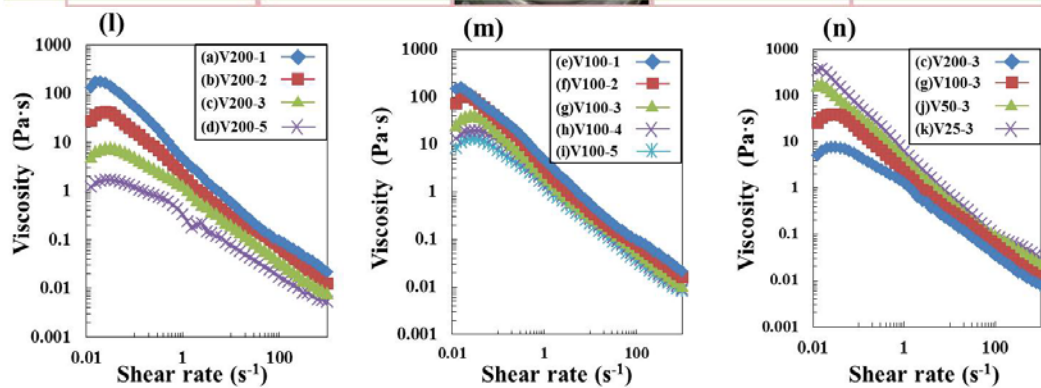 (l)
1000
100
10
1
0.1
0.01
0.001
Viscosity (Pa·s)
(a)V200-1
(b)V200-2
(c)V200-3
(d)V200-5
0.01 1 100
Shear rate (s-1)
(m)
1000
100
10
1
0.1
0.01
0.001
Viscosity (Pa·s)
(e)V100-1
(f)V100-2
(g)V100-3
(h)V100-4
(i)V100-5
0.01 1 100
Shear rate (s-1)
(n)
1000
100
10
1
0.1
0.01
0.001
Viscosity (Pa·s)
(c)V200-3
(g)V100-3
(j)V50-3
(k)V25-3
0.01 1 100
Shear rate (s-1)